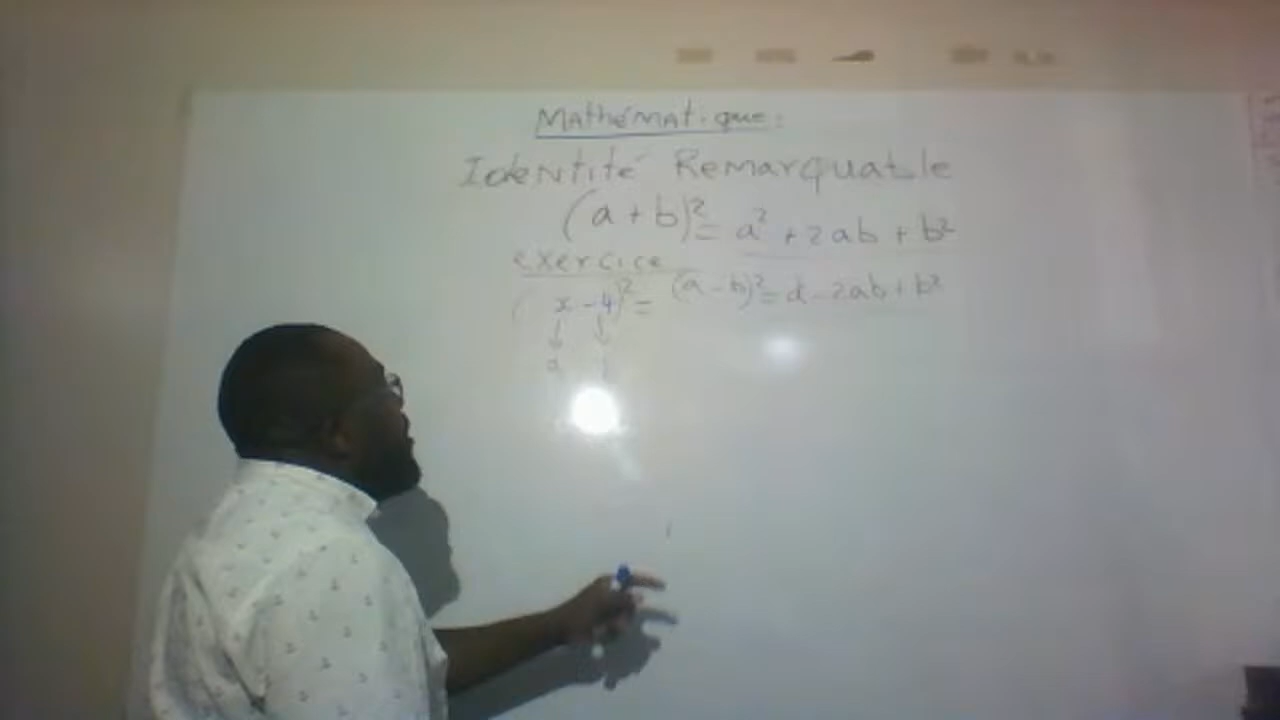 Mathématique:
Identité Remarquable
(a + b)² = a² + 2ab + b²
exercice
(x - 4)² = (a - b)² = a² - 2ab + b²
↓ ↓
a